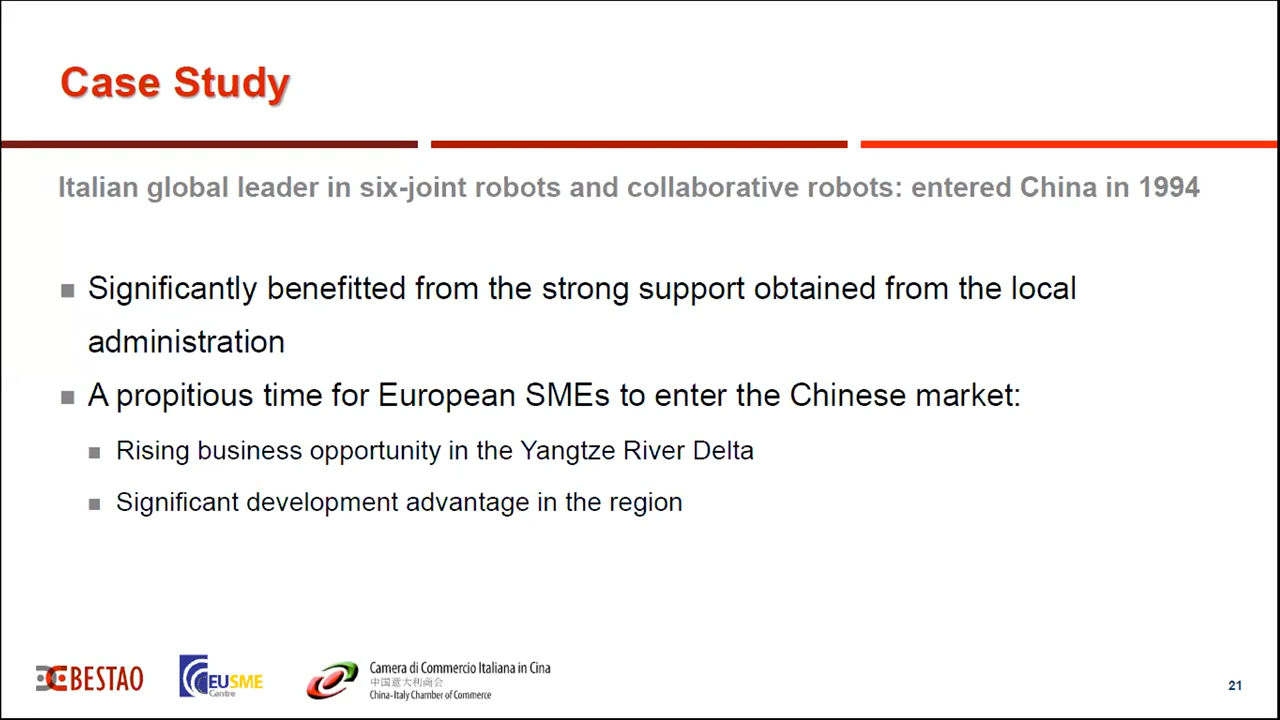 Case Study
Italian global leader in six-joint robots and collaborative robots: entered China in 1994
Significantly benefitted from the strong support obtained from the local
administration
A propitious time for European SMEs to enter the Chinese market:
Rising business opportunity in the Yangtze River Delta
Significant development advantage in the region
BESTAO
EUSME
Centre
Camera di Commercio Italiana in Cina
中国意大利商会
China-Italy Chamber of Commerce
21